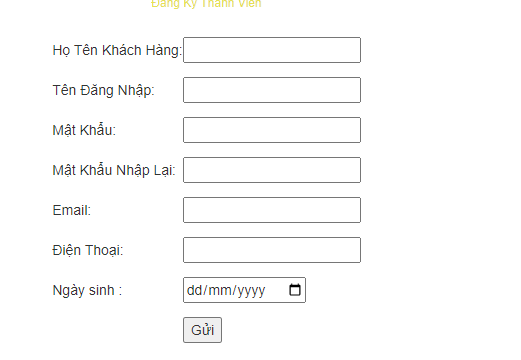 Đăng Ký Thành Viên
Họ Tên Khách Hàng:
Tên Đăng Nhập:
Mật Khẩu:
Mật Khẩu Nhập Lại:
Email:
Điện Thoại:
Ngày sinh : dd/mm/yyyy
Gửi